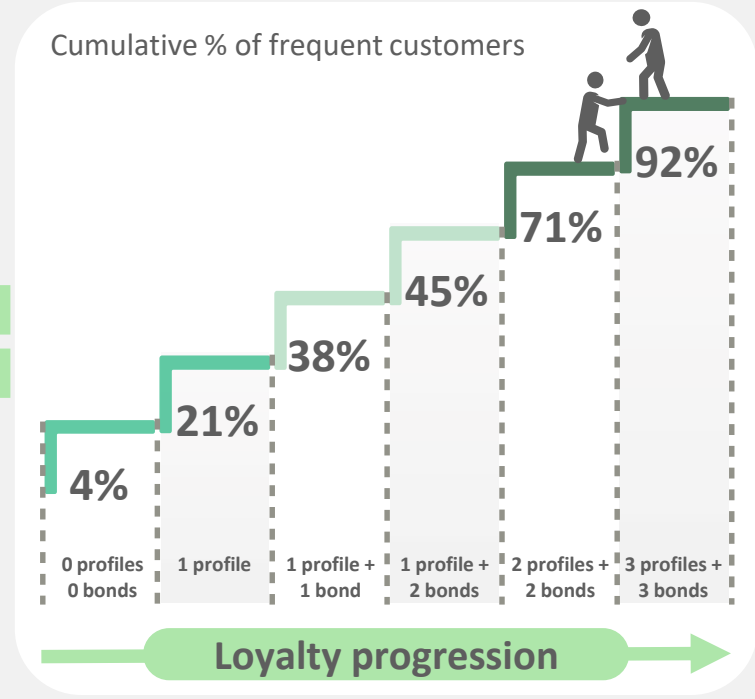 Cumulative % of frequent customers
92%
71%
45%
38%
21%
4%
0 profiles
0 bonds
1 profile
1 profile +
1 bond
1 profile +
2 bonds
2 profiles +
2 bonds
3 profiles +
3 bonds
Loyalty progression